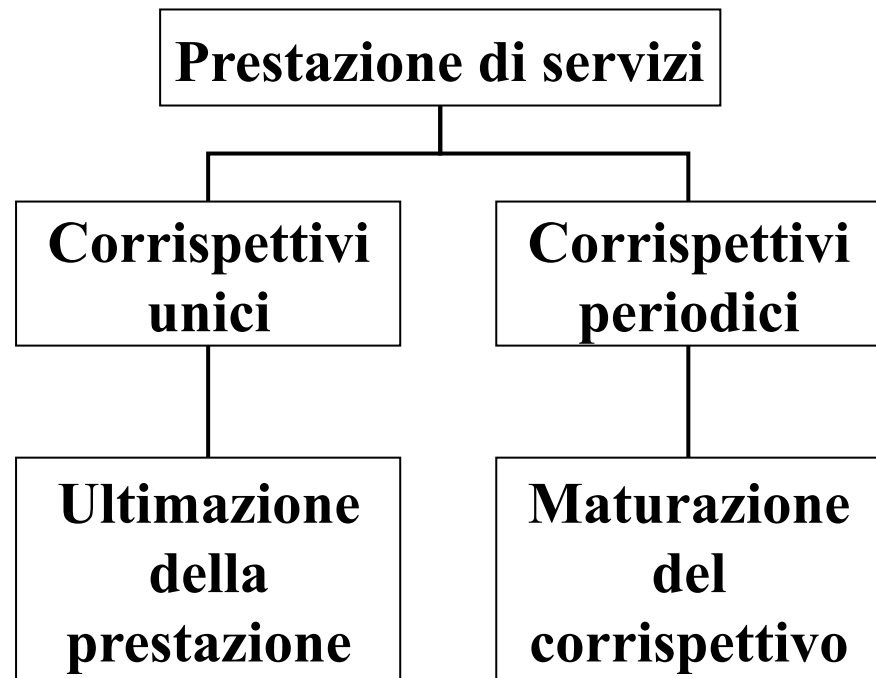 Prestazione di servizi
Corrispettivi
unici
Corrispettivi
periodici
Ultimazione
della
prestazione
Maturazione
del
corrispettivo